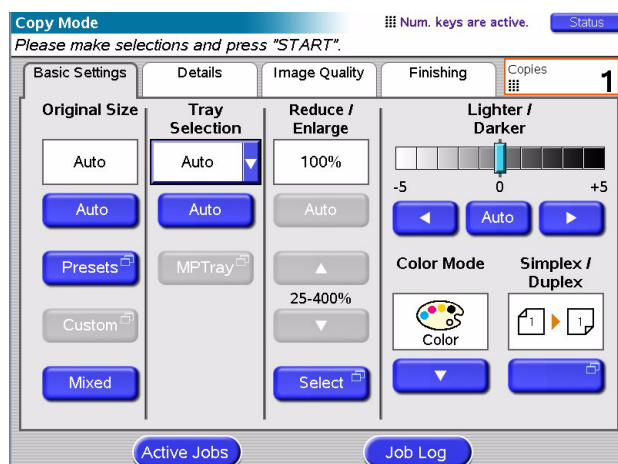 Copy Mode
Num. keys are active.
Status
Please make selections and press "START".
Basic Settings
Details
Image Quality
Finishing
Copies
1
Original Size
Auto
Auto
Presets
Custom
Mixed
Tray
Selection
Auto
Auto
MPTray
Reduce /
Enlarge
100%
Auto
25-400%
Select
Lighter /
Darker
-5
0
+5
Auto
Color Mode
Color
Simplex /
Duplex
1
1
Active Jobs
Job Log